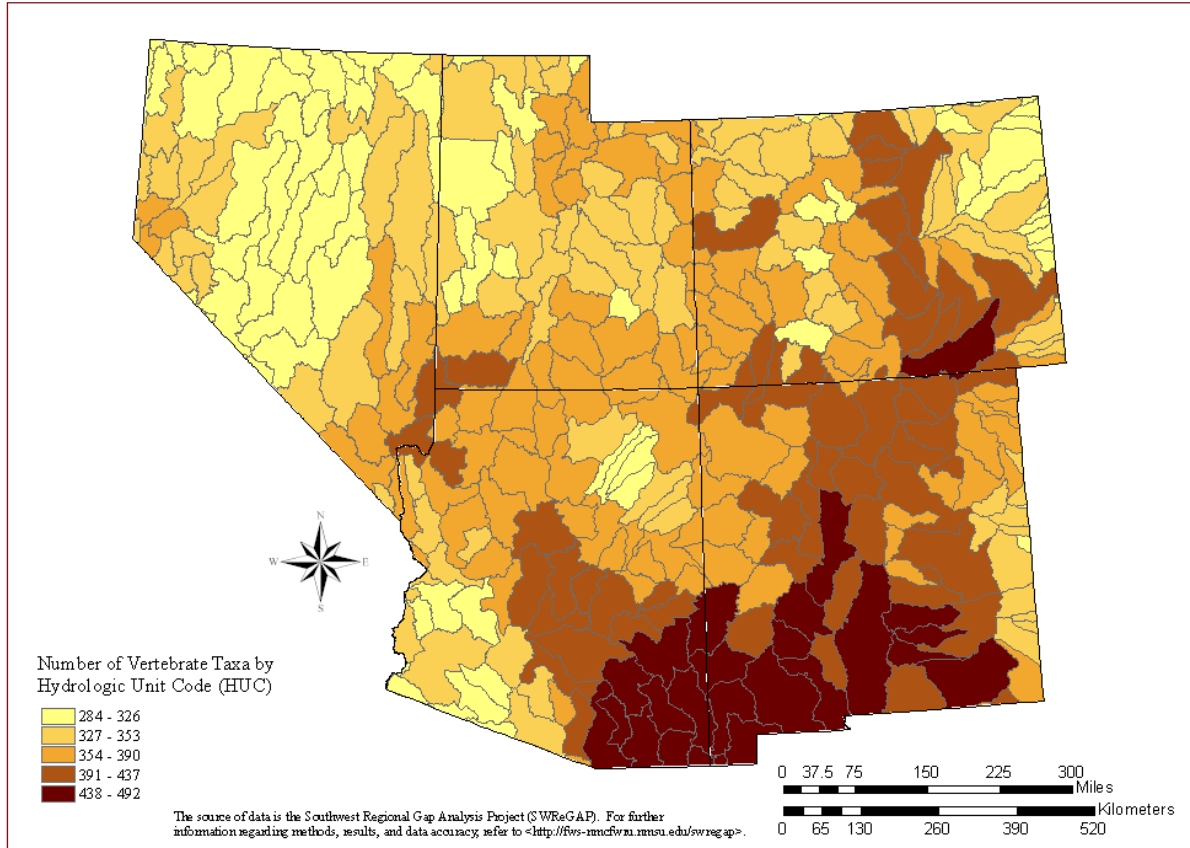 N
W E
S
Number of Vertebrate Taxa by
Hydrologic Unit Code (HUC)
284 - 326
327 - 353
354 - 390
391 - 437
438 - 492
0 37.5 75 150 225 300
Miles
Kilometers
0 65 130 260 390 520
The source of data is the Southwest Regional Gap Analysis Project (SWReGAP). For further
information regarding methods, results, and data accuracy, refer to <http://fws-nmcfwru.nmsu.edu/swregap>.